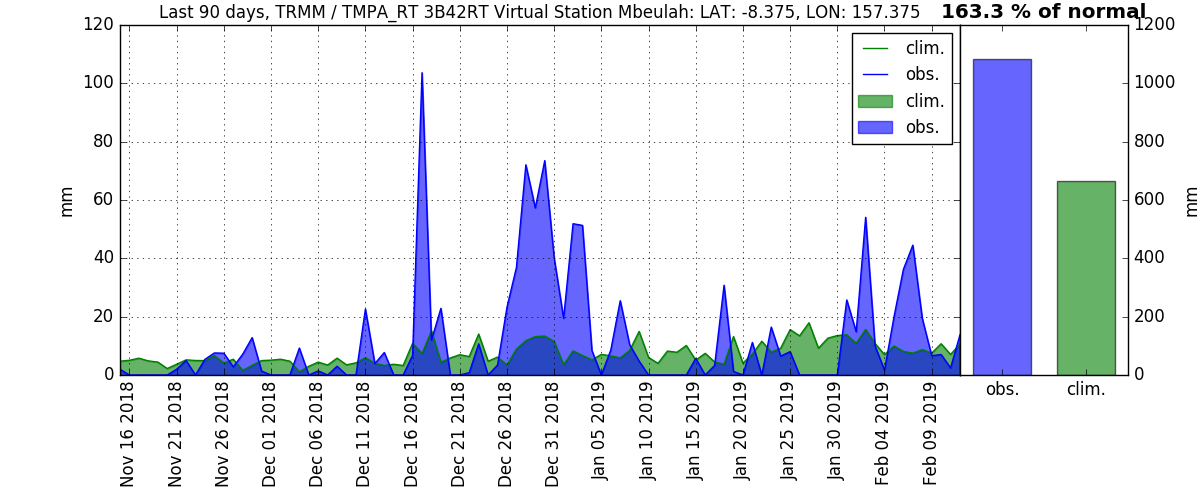 Last 90 days, TRMM / TMPA_RT 3B42RT Virtual Station Mbeulah: LAT: -8.375, LON: 157.375
163.3 % of normal
120
100
80
60
40
20
0
mm
clim.
obs.
clim.
obs.
1200
1000
800
600
400
200
0
mm
Nov 16 2018
Nov 21 2018
Nov 26 2018
Dec 01 2018
Dec 06 2018
Dec 11 2018
Dec 16 2018
Dec 21 2018
Dec 26 2018
Dec 31 2018
Jan 05 2019
Jan 10 2019
Jan 15 2019
Jan 20 2019
Jan 25 2019
Jan 30 2019
Feb 04 2019
Feb 09 2019
obs.
clim.